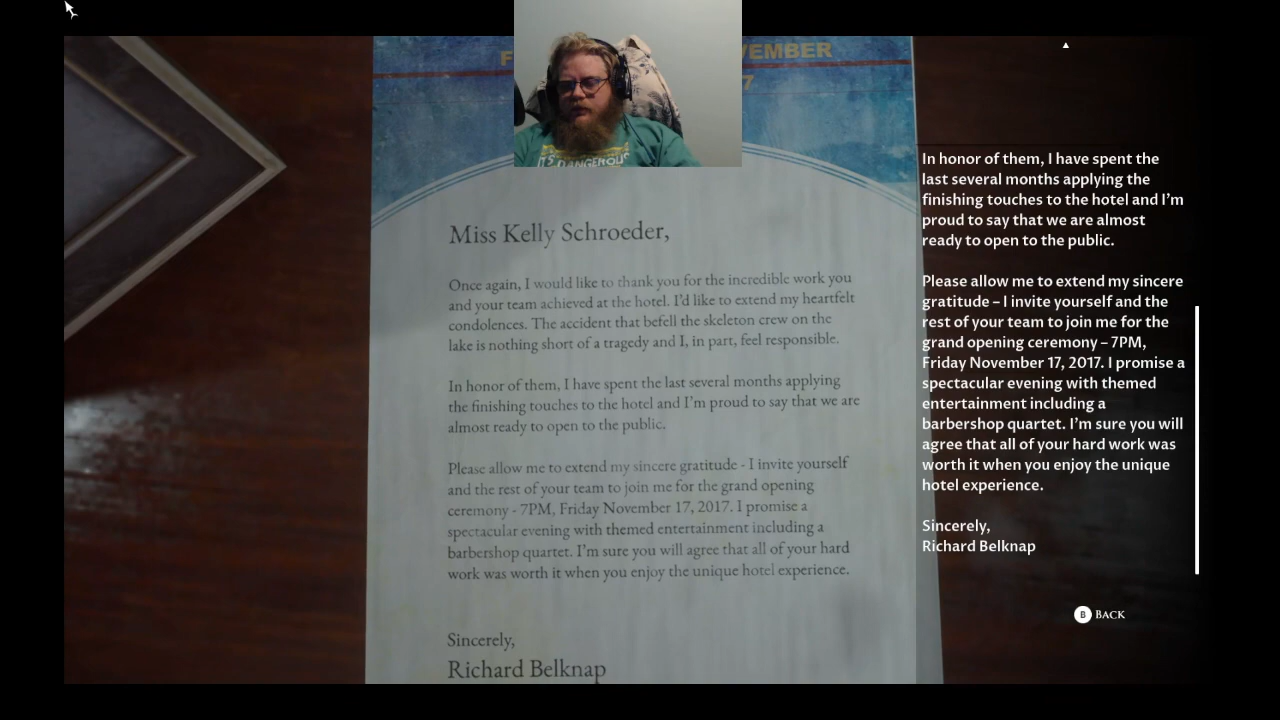 VEMBER
7
IT'S DANGEROUS
Miss Kelly Schroeder,
Once again, I would like to thank you for the incredible work you
and your team achieved at the hotel. I'd like to extend my heartfelt
condolences. The accident that befell the skeleton crew on the
lake is nothing short of a tragedy and I, in part, feel responsible.
In honor of them, I have spent the last several months applying
the finishing touches to the hotel and I'm proud to say that we are
almost ready to open to the public.
Please allow me to extend my sincere gratitude - I invite yourself
and the rest of your team to join me for the grand opening
ceremony - 7PM, Friday November 17, 2017. I promise a
spectacular evening with themed entertainment including a
barbershop quartet. I'm sure you will agree that all of your hard
work was worth it when you enjoy the unique hotel experience.
Sincerely,
Richard Belknap
In honor of them, I have spent the
last several months applying the
finishing touches to the hotel and I'm
proud to say that we are almost
ready to open to the public.
Please allow me to extend my sincere
gratitude – I invite yourself and the
rest of your team to join me for the
grand opening ceremony – 7PM,
Friday November 17, 2017. I promise a
spectacular evening with themed
entertainment including a
barbershop quartet. I'm sure you will
agree that all of your hard work was
worth it when you enjoy the unique
hotel experience.
Sincerely,
Richard Belknap
B BACK